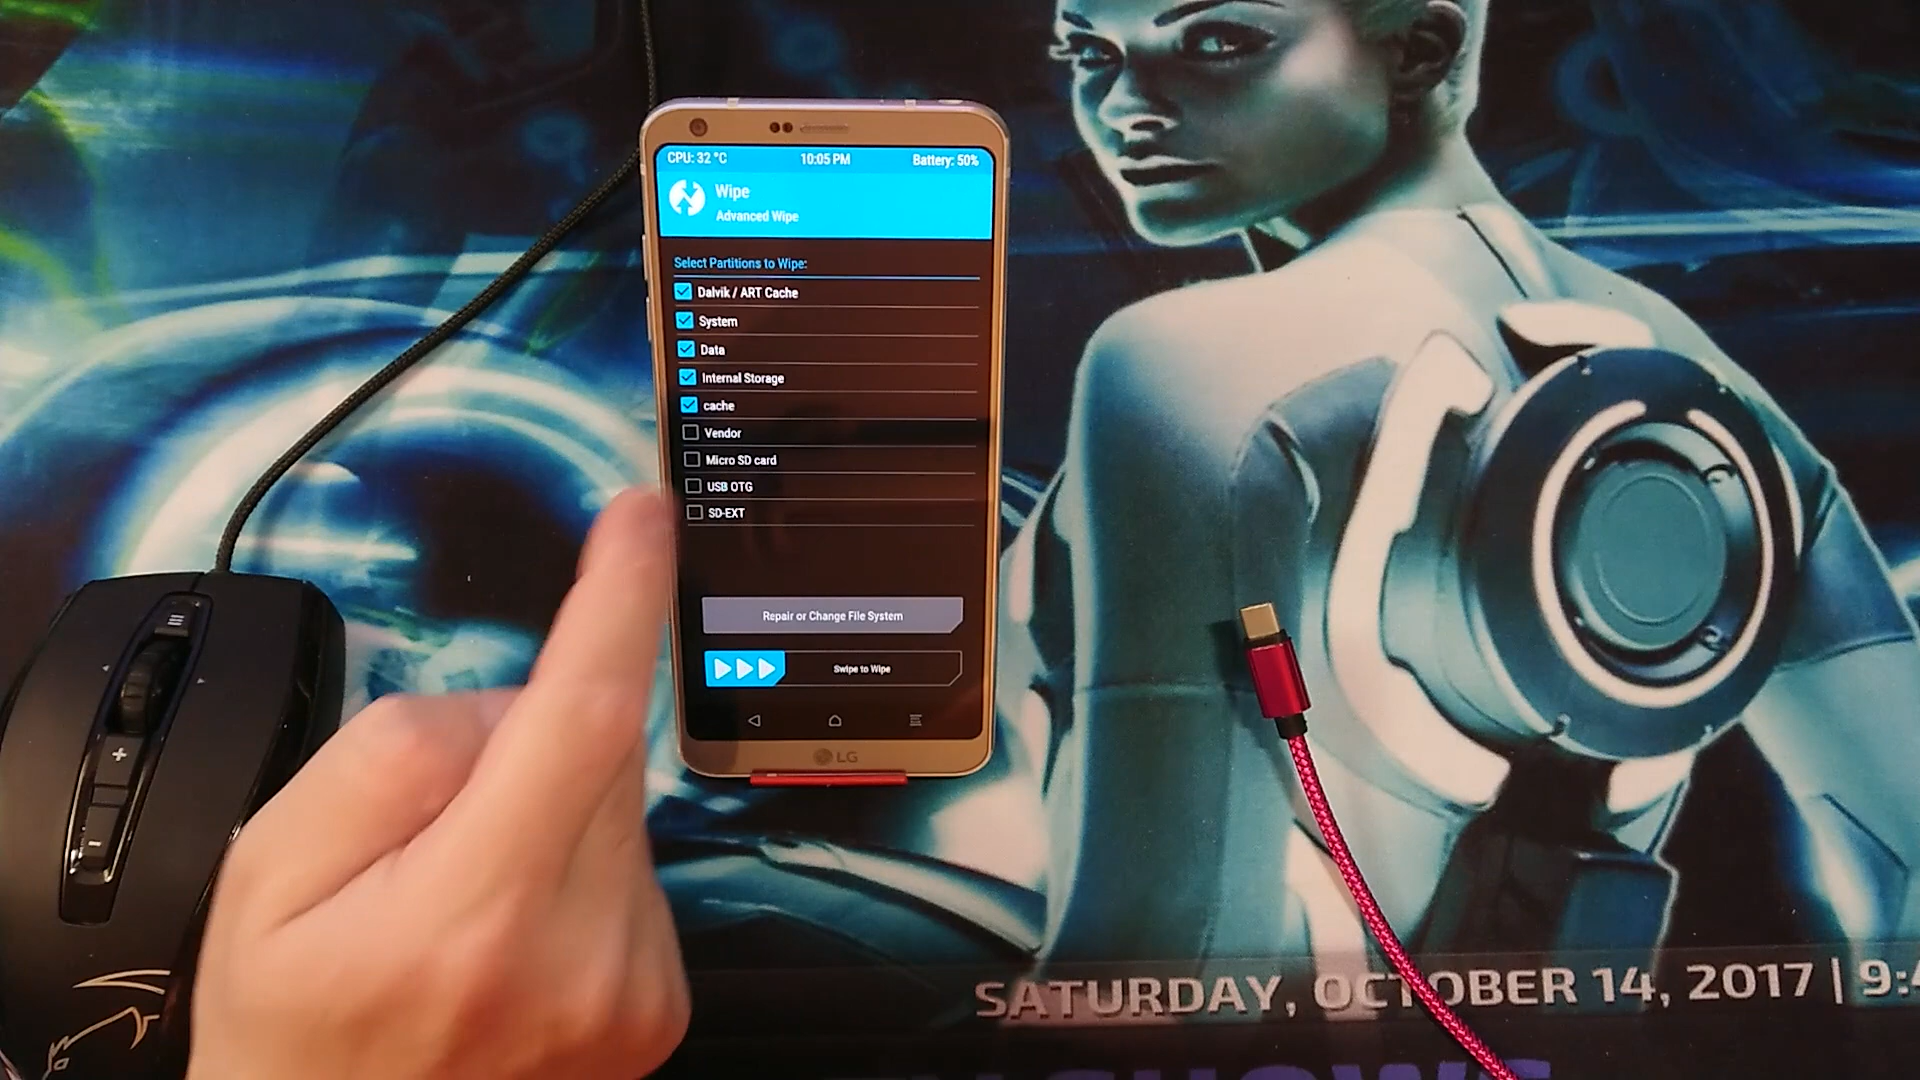 CPU: 32 °C 10:05 PM Battery: 50%
Wipe
Advanced Wipe
Select Partitions to Wipe:
Dalvik / ART Cache
System
Data
Internal Storage
cache
Vendor
Micro SD card
USB OTG
SD-EXT
Repair or Change File System
Swipe to Wipe
LG
+
-
SATURDAY, OCTOBER 14, 2017 | 9:4